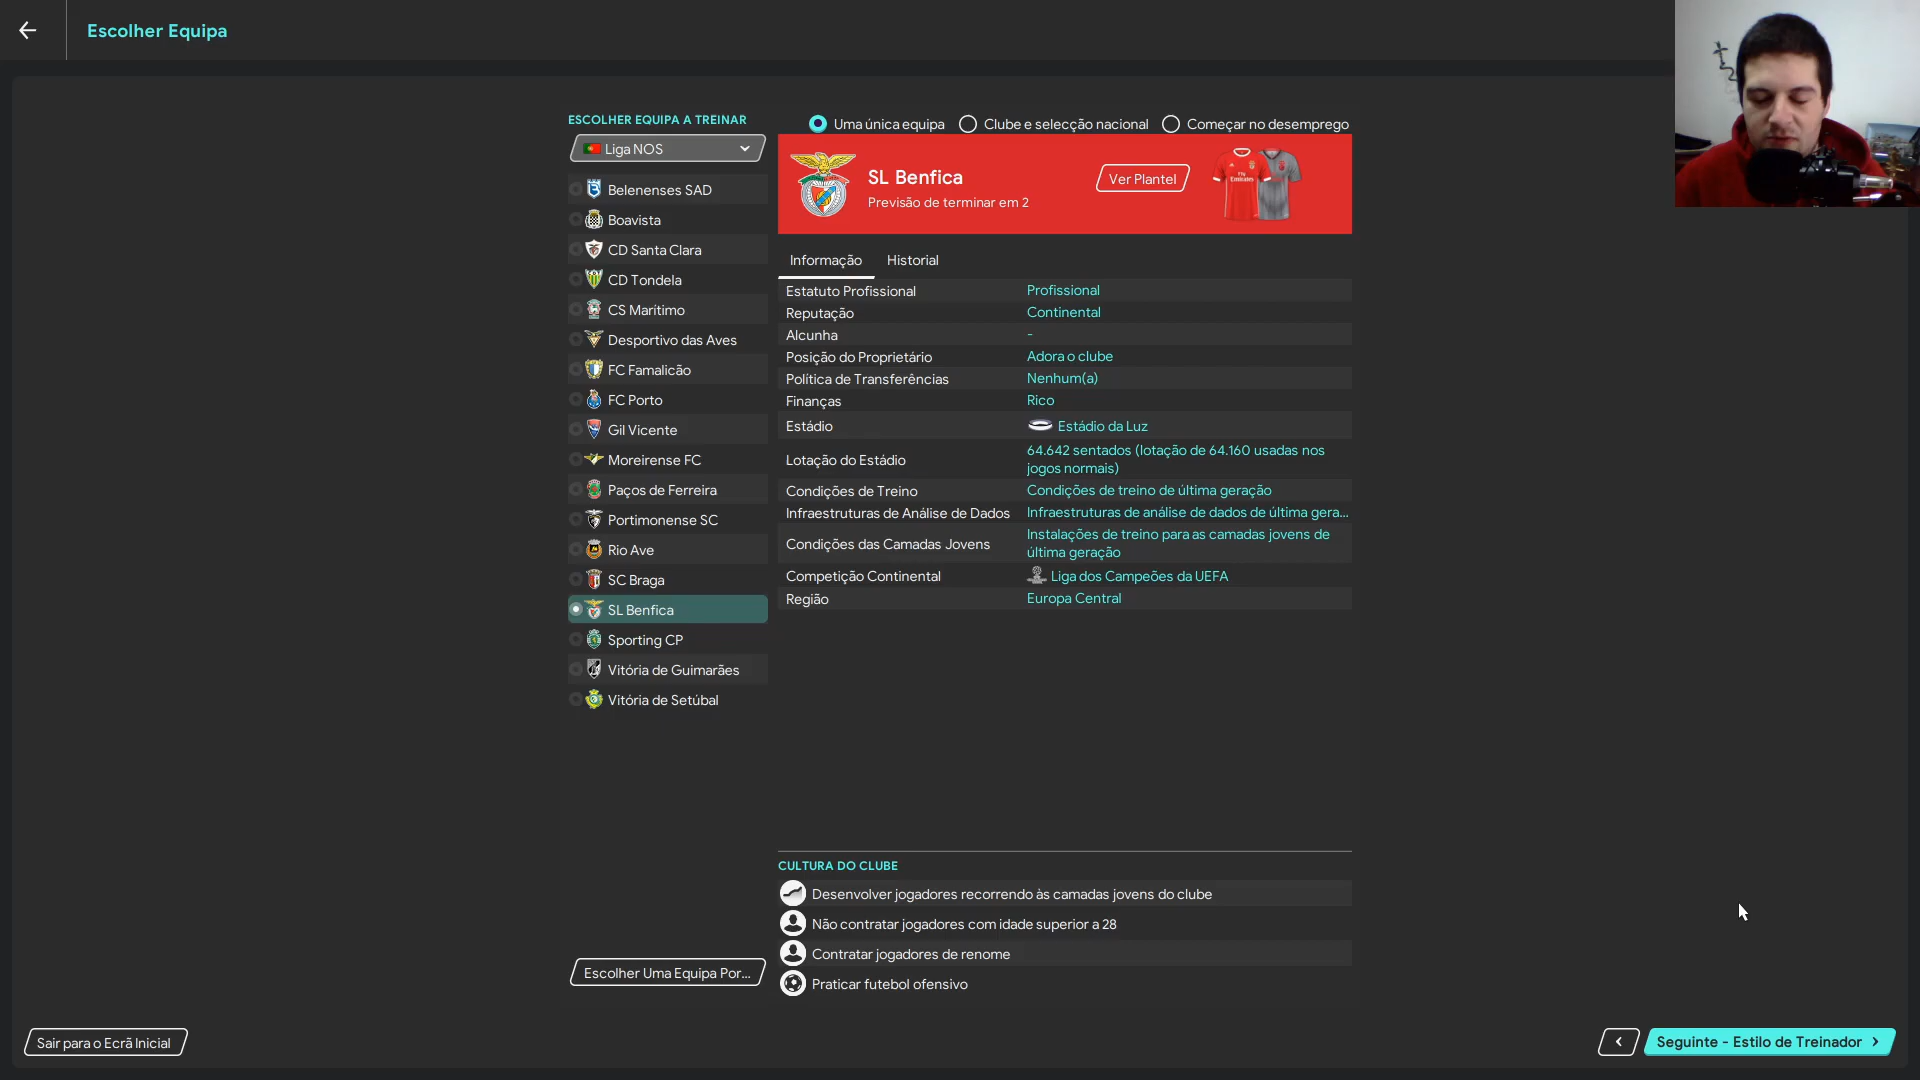 Escolher Equipa
ESCOLHER EQUIPA A TREINAR
Uma única equipa
Clube e selecção nacional
Começar no desemprego
Liga NOS
SL Benfica
Previsão de terminar em 2
Ver Plantel
Belenenses SAD
Boavista
CD Santa Clara
CD Tondela
CS Marítimo
Desportivo das Aves
FC Famalicão
FC Porto
Gil Vicente
Moreirense FC
Paços de Ferreira
Portimonense SC
Rio Ave
SC Braga
SL Benfica
Sporting CP
Vitória de Guimarães
Vitória de Setúbal
Escolher Uma Equipa Por...
Informação
Historial
Estatuto Profissional Profissional
Reputação Continental
Alcunha -
Posição do Proprietário Adora o clube
Política de Transferências Nenhum(a)
Finanças Rico
Estádio Estádio da Luz
Lotação do Estádio 64.642 sentados (lotação de 64.160 usadas nos
jogos normais)
Condições de Treino Condições de treino de última geração
Infraestruturas de Análise de Dados Infraestruturas de análise de dados de última gera...
Condições das Camadas Jovens Instalações de treino para as camadas jovens de
última geração
Competição Continental Liga dos Campeões da UEFA
Região Europa Central
CULTURA DO CLUBE
Desenvolver jogadores recorrendo às camadas jovens do clube
Não contratar jogadores com idade superior a 28
Contratar jogadores de renome
Praticar futebol ofensivo
Sair para o Ecrã Inicial
Seguinte - Estilo de Treinador